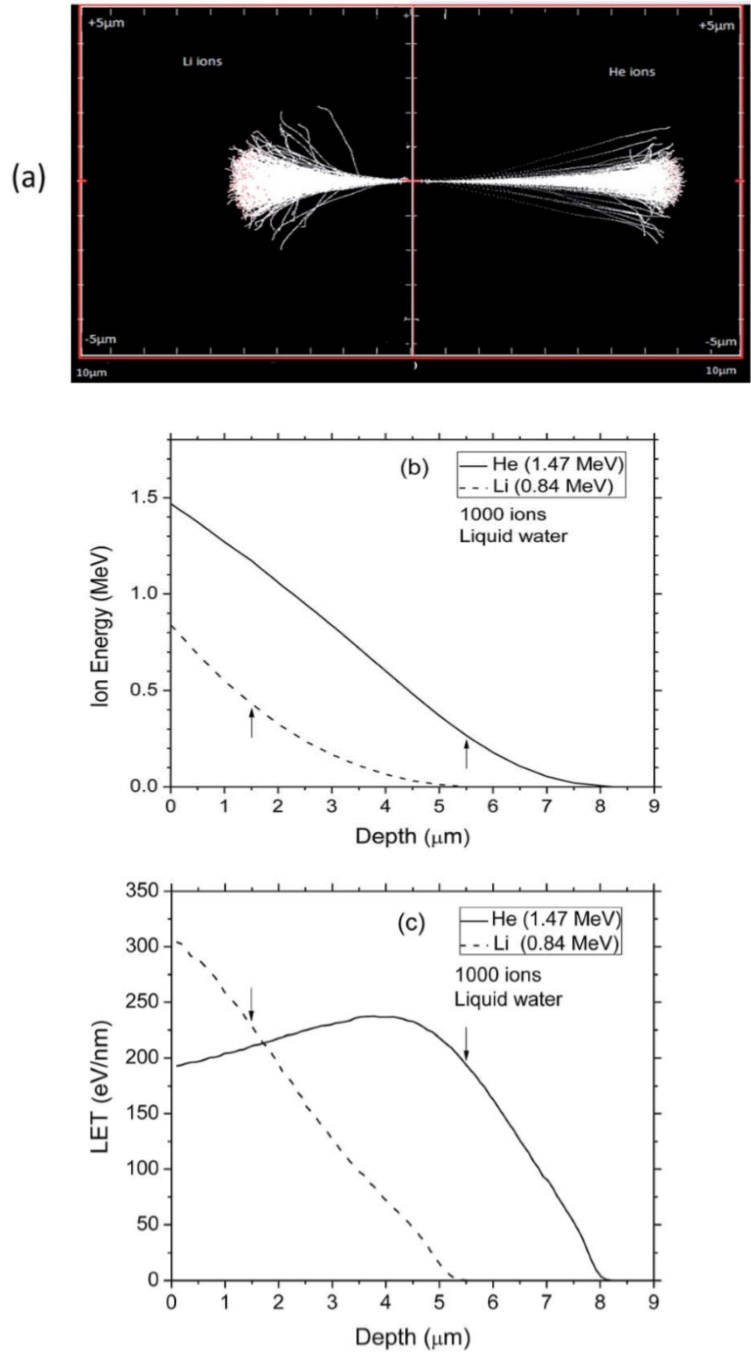 (a)
+5μm
+5μm
Li ions
He ions
-5μm
-5μm
10μm
0
10μm
(b)
He (1.47 MeV)
Li (0.84 MeV)
1000 ions
Liquid water
Ion Energy (MeV)
1.5
1.0
0.5
0.0
0 1 2 3 4 5 6 7 8 9
Depth (μm)
(c)
He (1.47 MeV)
Li (0.84 MeV)
1000 ions
Liquid water
LET (eV/nm)
350
300
250
200
150
100
50
0
0 1 2 3 4 5 6 7 8 9
Depth (μm)